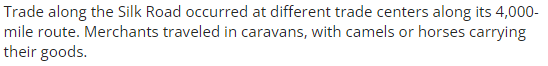 Trade along the Silk Road occurred at different trade centers along its 4,000-
mile route. Merchants traveled in caravans, with camels or horses carrying
their goods.